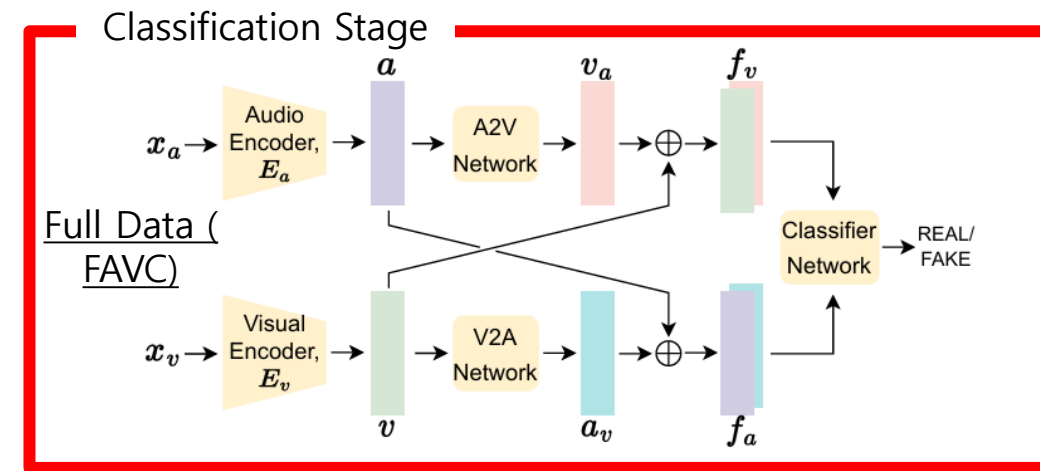 Classification Stage
a
v_a
f_v
x_a
Audio
Encoder,
E_a
A2V
Network
Full Data (
FAVC)
Classifier
Network
REAL/
FAKE
x_v
Visual
Encoder,
E_v
V2A
Network
v
a_v
f_a